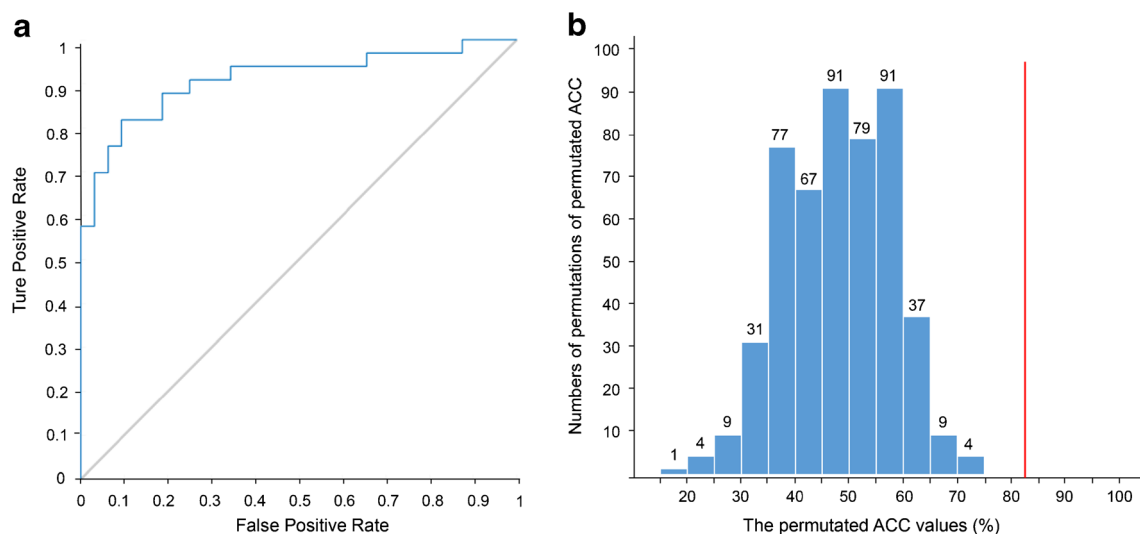 a
Ture Positive Rate
1
0.9
0.8
0.7
0.6
0.5
0.4
0.3
0.2
0.1
0
0 0.1 0.2 0.3 0.4 0.5 0.6 0.7 0.8 0.9 1
False Positive Rate
b
Numbers of permutations of permutated ACC
100
90
80
70
60
50
40
30
20
10
1 4 9 31 77 67 91 79 91 37 9 4
20 30 40 50 60 70 80 90 100
The permutated ACC values (%)